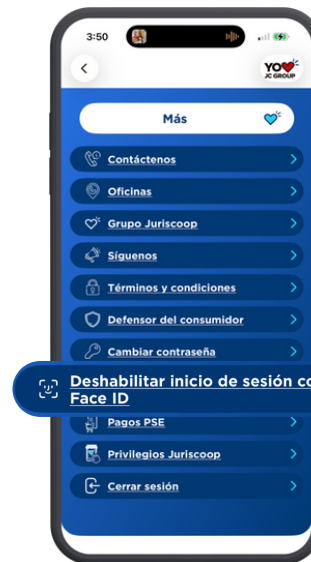 3:50
YO
JC GROUP
Más
Contáctenos
Oficinas
Grupo Juriscoop
Síguenos
Términos y condiciones
Defensor del consumidor
Cambiar contraseña
Deshabilitar inicio de sesión co
Face ID
Pagos PSE
Privilegios Juriscoop
Cerrar sesión